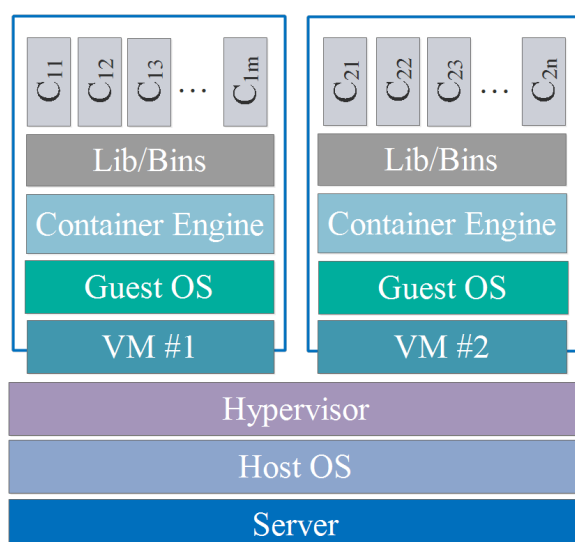 C11 C12 C13 … C1m
C21 C22 C23 … C2n
Lib/Bins
Lib/Bins
Container Engine
Container Engine
Guest OS
Guest OS
VM #1
VM #2
Hypervisor
Host OS
Server